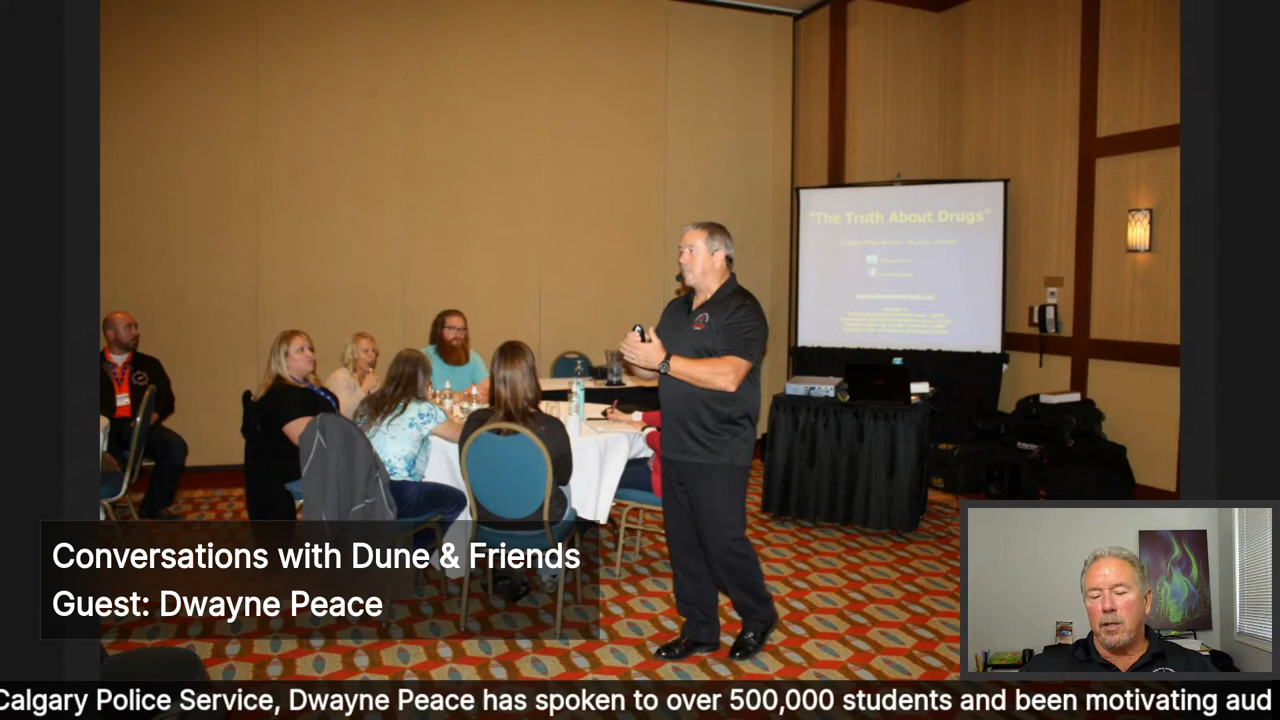 "The Truth About Drugs"
Conversations with Dune & Friends
Guest: Dwayne Peace
Calgary Police Service, Dwayne Peace has spoken to over 500,000 students and been motivating aud